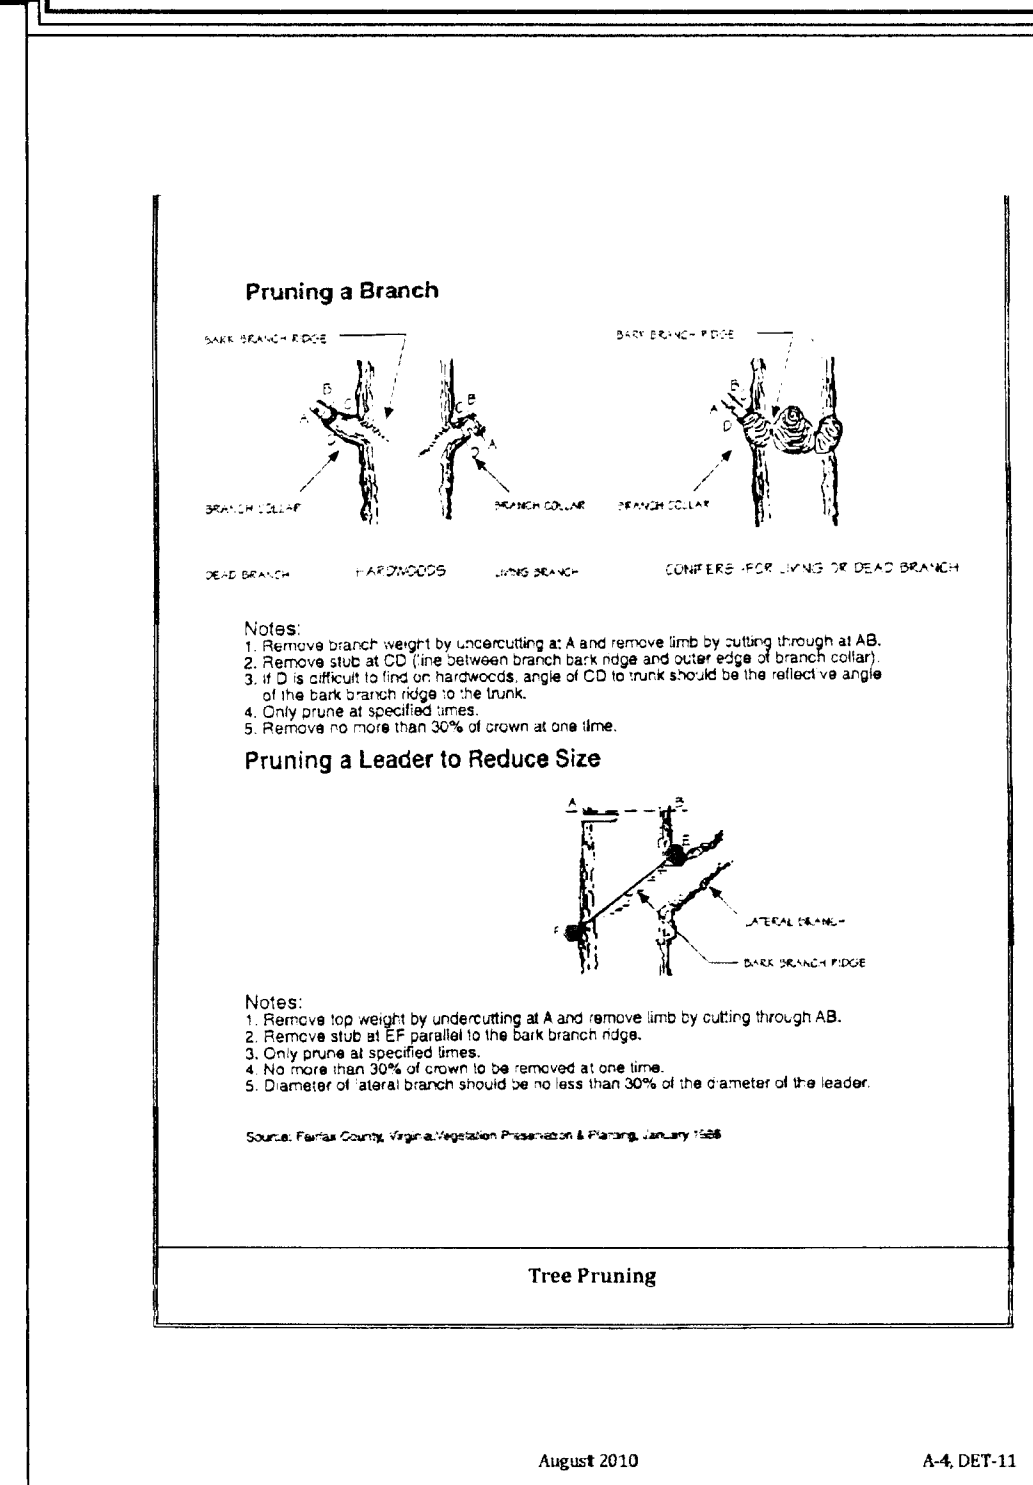 Pruning a Branch
BARK BRANCH RIDGE
BARK BRANCH RIDGE
B
C
A
D
C B
A
D
B
A
D
BRANCH COLLAR
BRANCH COLLAR
BRANCH COLLAR
DEAD BRANCH
HARDWOODS
LIVING BRANCH
CONIFERS -FOR LIVING OR DEAD BRANCH
Notes:
1. Remove branch weight by undercutting at A and remove limb by cutting through at AB.
2. Remove stub at CD (line between branch bark ridge and outer edge of branch collar).
3. If D is difficult to find on hardwoods, angle of CD to trunk should be the reflective angle
of the bark branch ridge to the trunk.
4. Only prune at specified times.
5. Remove no more than 30% of crown at one time.
Pruning a Leader to Reduce Size
A
B
E
F
LATERAL BRANCH
BARK BRANCH RIDGE
Notes:
1. Remove top weight by undercutting at A and remove limb by cutting through AB.
2. Remove stub at EF parallel to the bark branch ridge.
3. Only prune at specified times.
4. No more than 30% of crown to be removed at one time.
5. Diameter of lateral branch should be no less than 30% of the diameter of the leader.
Source: Fairfax County, Virginia Vegetation Preservation & Planting, January
Tree Pruning
August 2010
A-4, DET-11